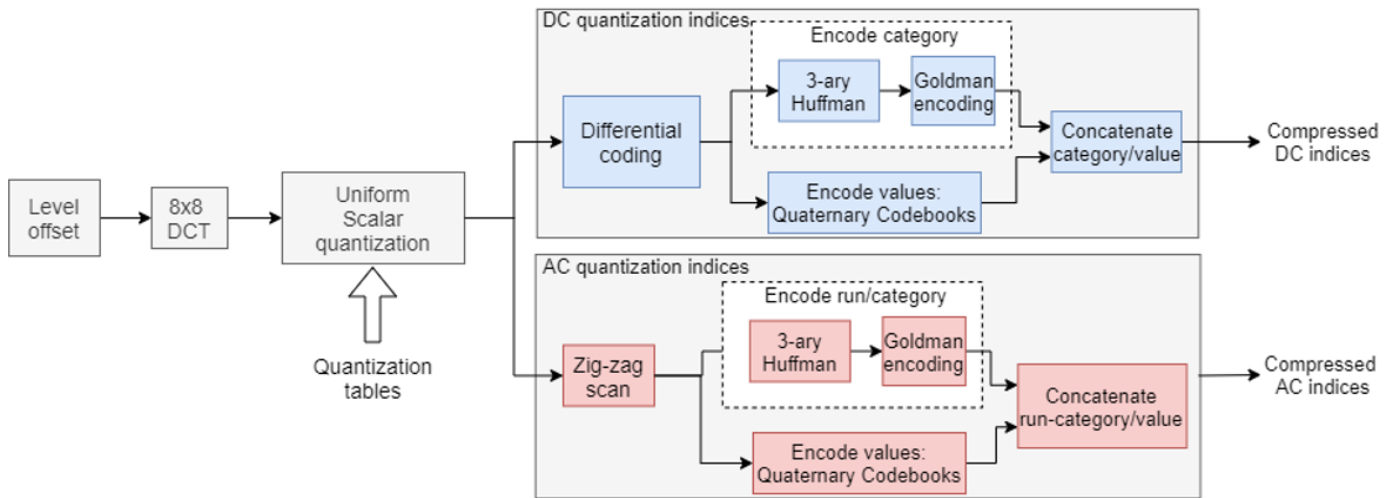 Level
offset
8x8
DCT
Uniform
Scalar
quantization
Quantization
tables
DC quantization indices
Encode category
3-ary
Huffman
Goldman
encoding
Differential
coding
Encode values:
Quaternary Codebooks
Concatenate
category/value
Compressed
DC indices
AC quantization indices
Encode run/category
3-ary
Huffman
Goldman
encoding
Zig-zag
scan
Encode values:
Quaternary Codebooks
Concatenate
run-category/value
Compressed
AC indices